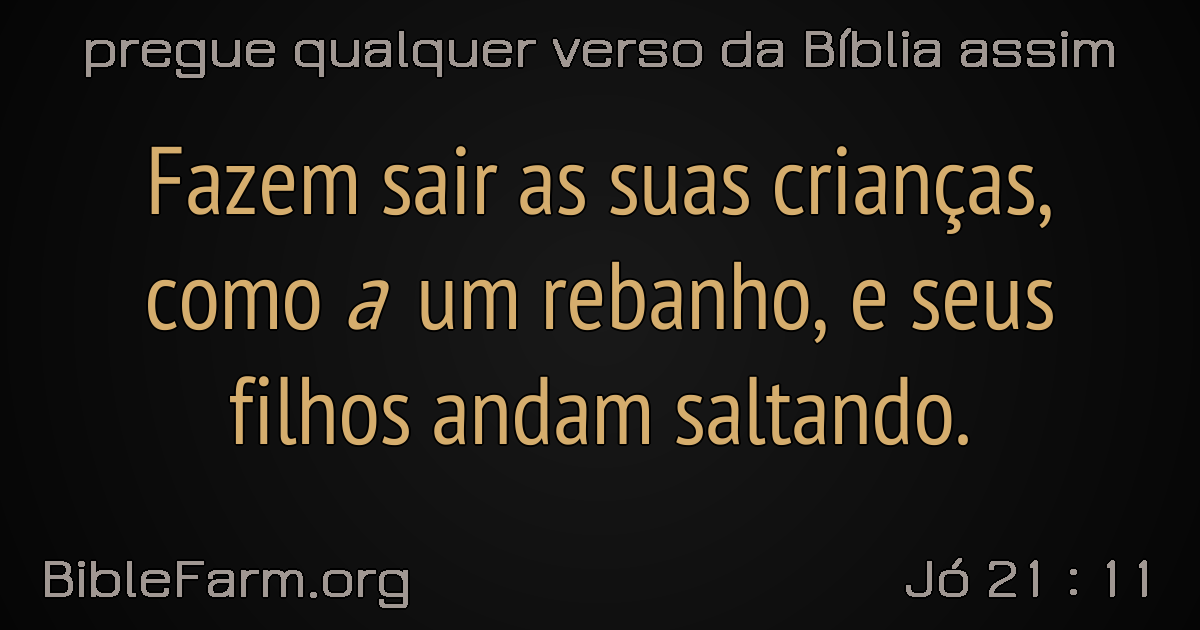 pregue qualquer verso da Bíblia assim
Fazem sair as suas crianças,
como a um rebanho, e seus
filhos andam saltando.
BibleFarm.org
Jó 21 : 11